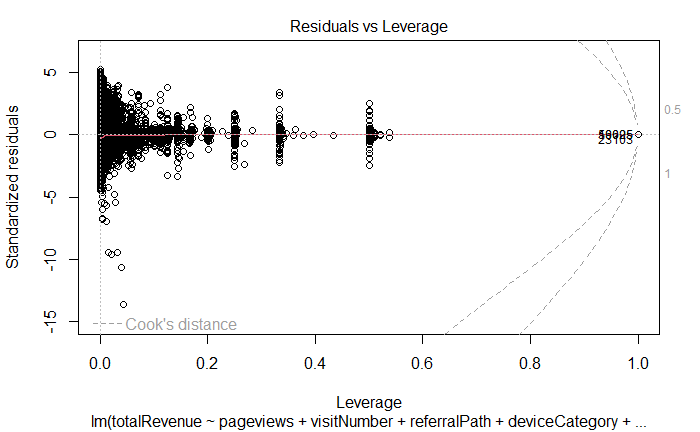 Residuals vs Leverage
Standardized residuals
5
0
-5
-10
-15
0.5
1
23163
Cook's distance
0.0
0.2
0.4
0.6
0.8
1.0
Leverage
lm(totalRevenue ~ pageviews + visitNumber + referralPath + deviceCategory + ...